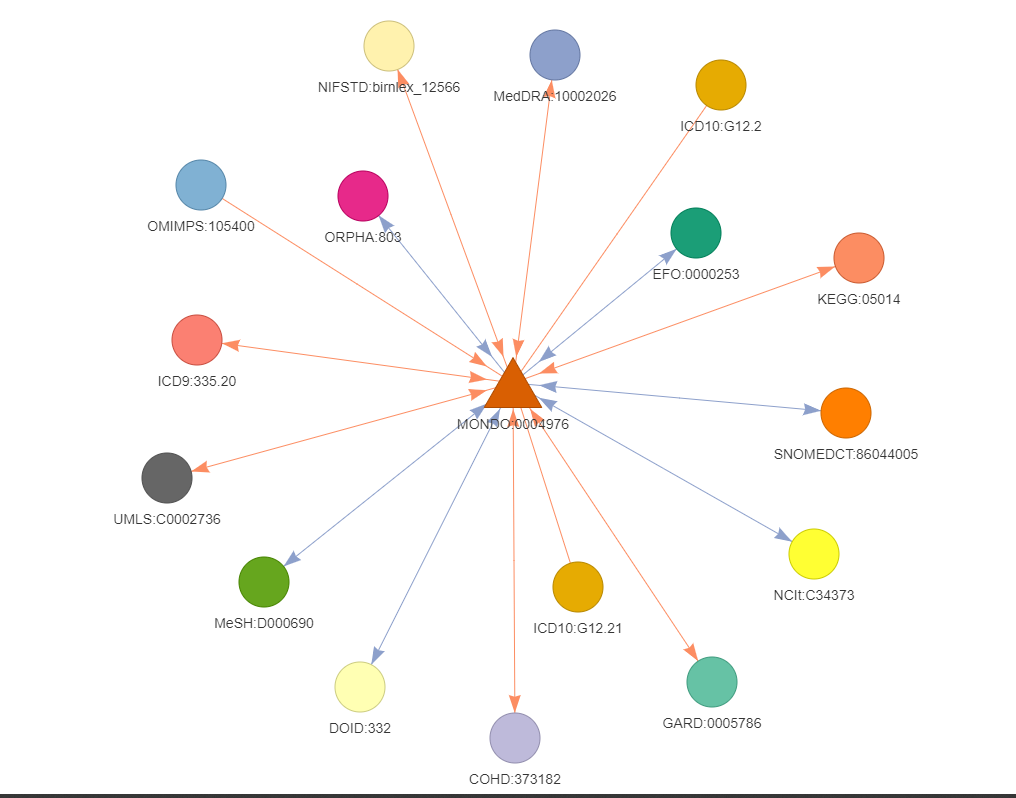 NIFSTD:birnlex_12566
MedDRA:10002026
ICD10:G12.2
OMIMPS:105400
ORPHA:803
EFO:0000253
KEGG:05014
ICD9:335.20
MONDO:0004976
SNOMEDCT:86044005
UMLS:C0002736
NCIt:C34373
MeSH:D000690
ICD10:G12.21
DOID:332
GARD:0005786
COHD:373182